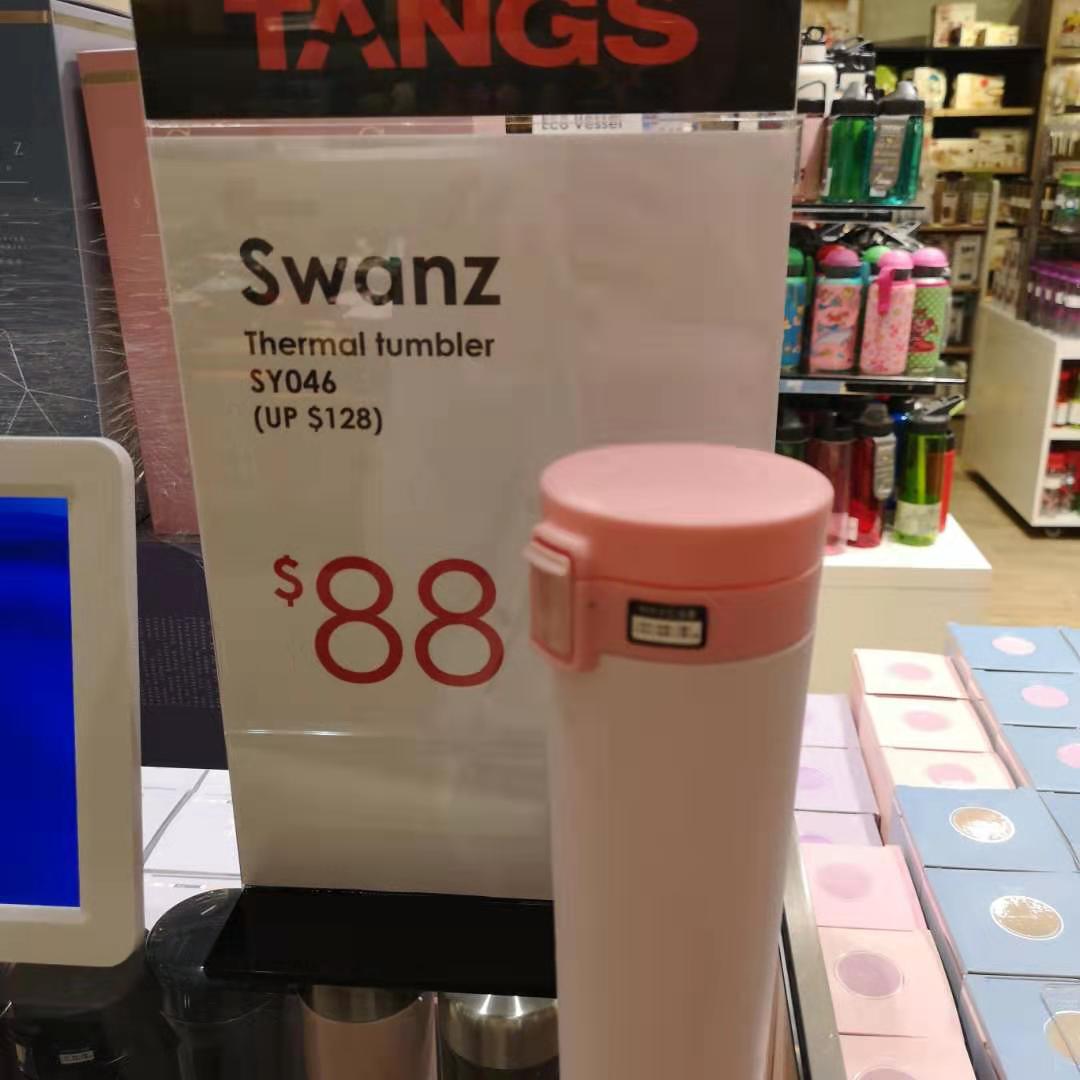 TANGS
Eco Vessel
Swanz
Thermal tumbler
SY046
(UP $128)
$88